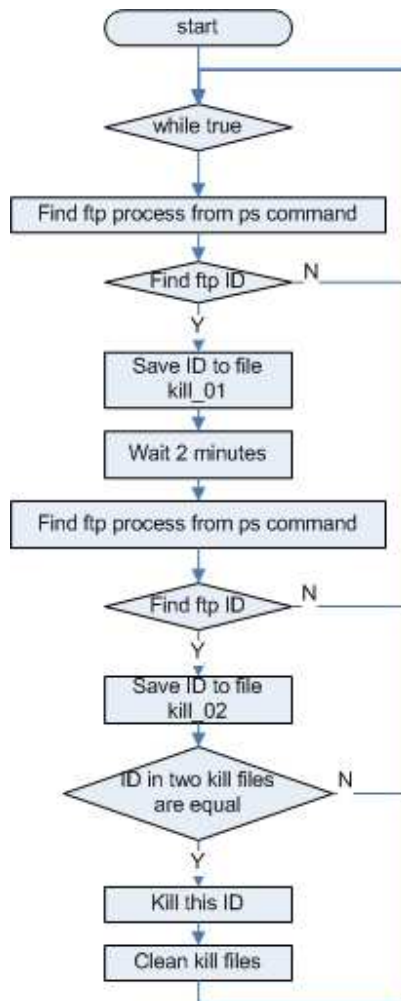 start
while true
Find ftp process from ps command
Find ftp ID
N
Y
Save ID to file
kill_01
Wait 2 minutes
Find ftp process from ps command
Find ftp ID
N
Y
Save ID to file
kill_02
ID in two kill files
are equal
N
Y
Kill this ID
Clean kill files